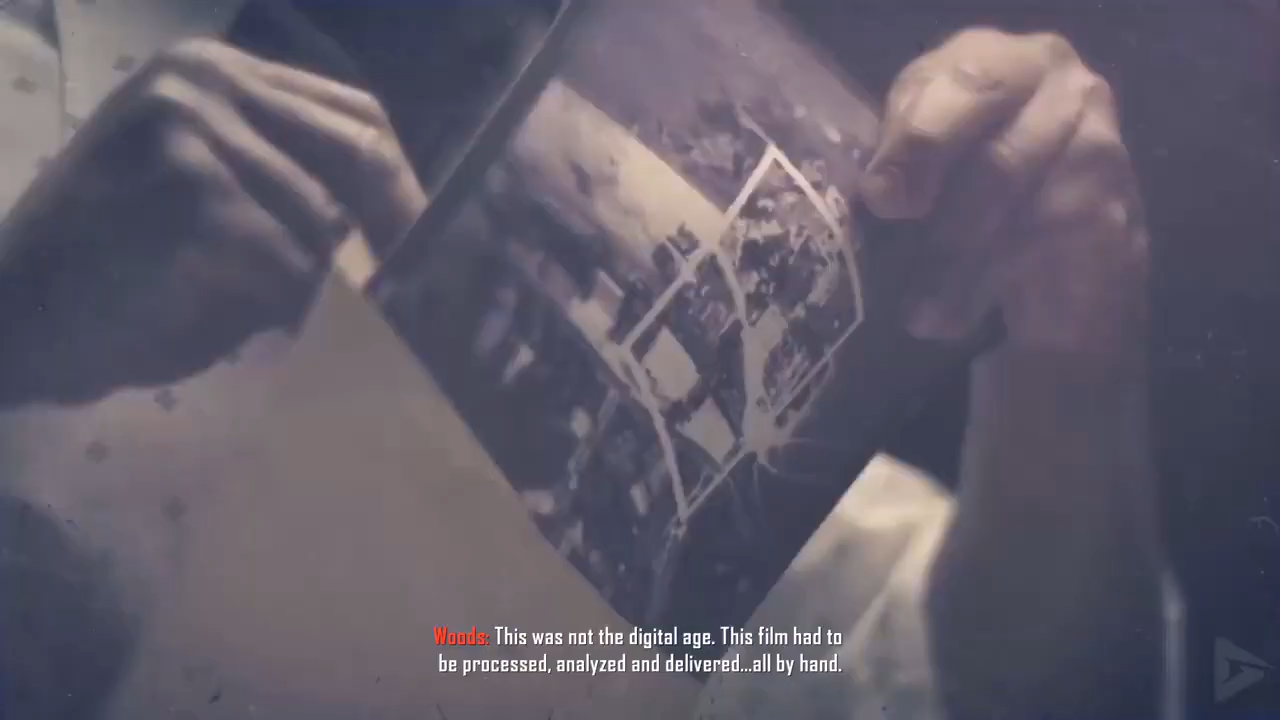 Woods: This was not the digital age. This film had to
be processed, analyzed and delivered...all by hand.